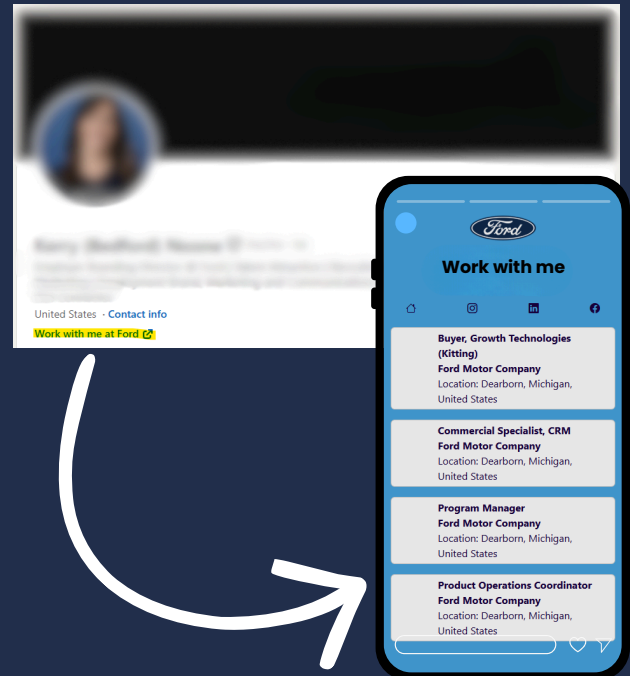 United States · Contact info
Work with me at Ford
Ford
Work with me
Buyer, Growth Technologies
(Kitting)
Ford Motor Company
Location: Dearborn, Michigan,
United States
Commercial Specialist, CRM
Ford Motor Company
Location: Dearborn, Michigan,
United States
Program Manager
Ford Motor Company
Location: Dearborn, Michigan,
United States
Product Operations Coordinator
Ford Motor Company
Location: Dearborn, Michigan,
United States